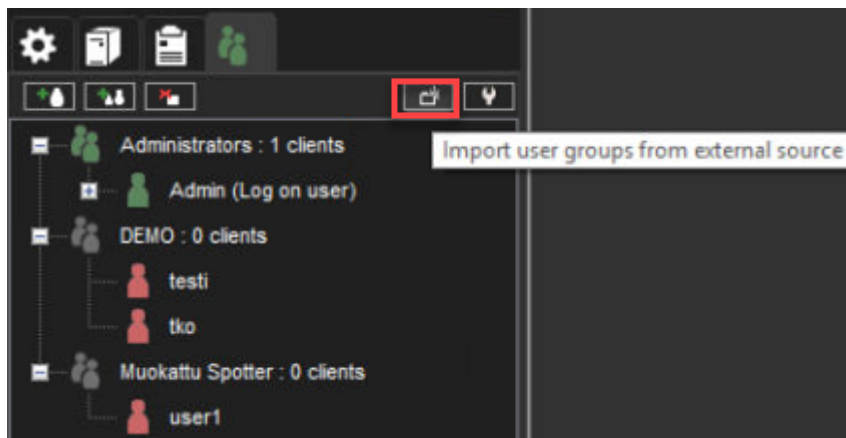 Administrators : 1 clients
Import user groups from external source
Admin (Log on user)
DEMO : 0 clients
testi
tko
Muokattu Spotter : 0 clients
user1